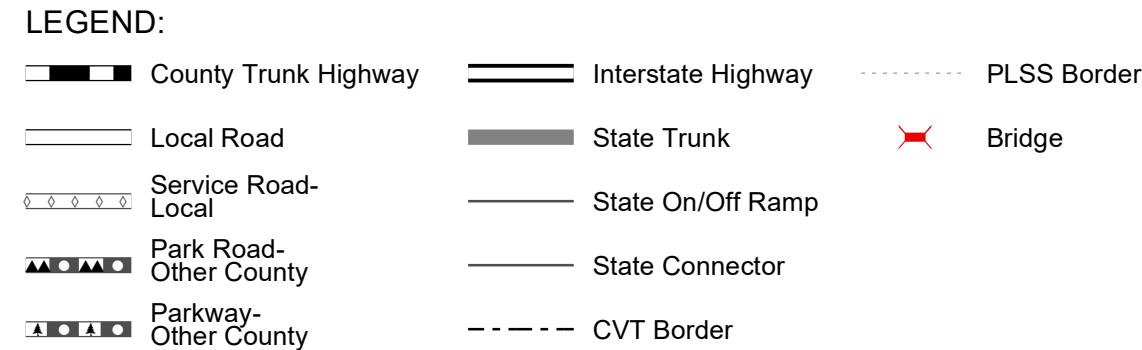 LEGEND:
County Trunk Highway
Local Road
Service Road-
Local
Park Road-
Other County
Parkway-
Other County
Interstate Highway
State Trunk
State On/Off Ramp
State Connector
CVT Border
PLSS Border
Bridge